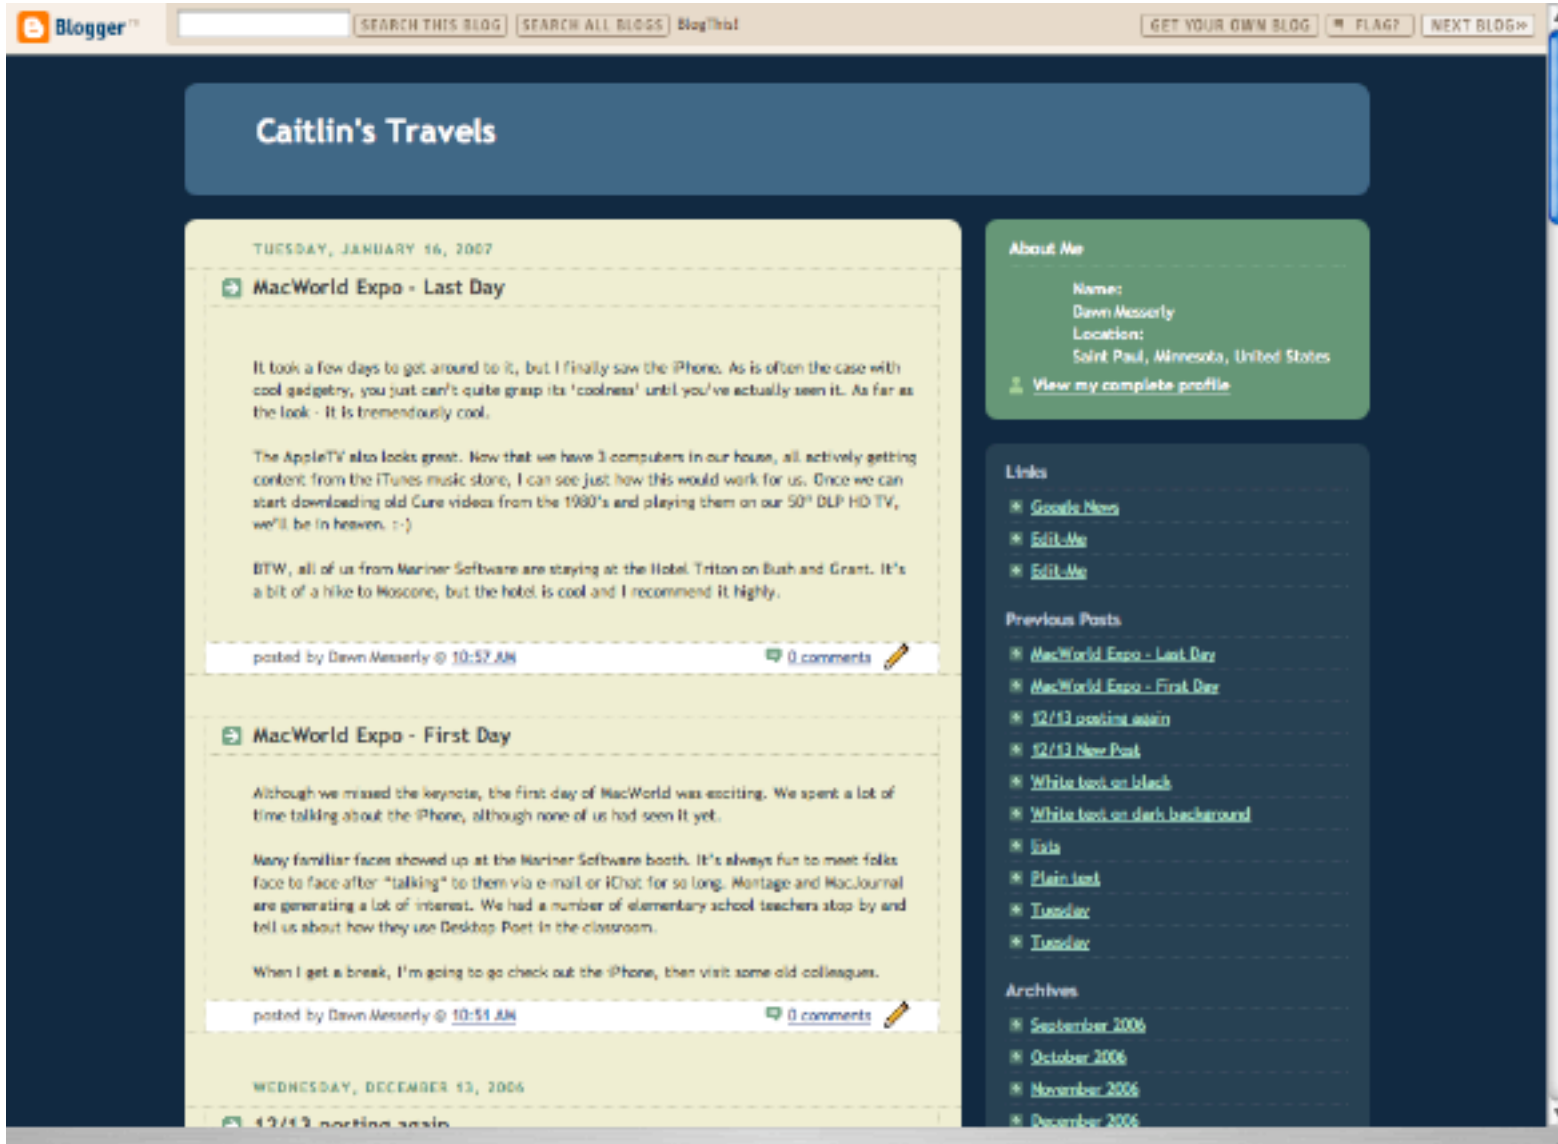 Blogger™
SEARCH THIS BLOG SEARCH ALL BLOGS BlogThis!
GET YOUR OWN BLOG FLAG? NEXT BLOG»
Caitlin's Travels
TUESDAY, JANUARY 16, 2007
MacWorld Expo - Last Day
It took a few days to get around to it, but I finally saw the iPhone. As is often the case with
cool gadgetry, you just can't quite grasp its 'coolness' until you've actually seen it. As far as
the look - it is tremendously cool.
The AppleTV also looks great. Now that we have 3 computers in our house, all actively getting
content from the iTunes music store, I can see just how this would work for us. Once we can
start downloading old Cure videos from the 1980's and playing them on our 50" DLP HD TV,
we'll be in heaven. :-)
BTW, all of us from Mariner Software are staying at the Hotel Triton on Bush and Grant. It's
a bit of a hike to Moscone, but the hotel is cool and I recommend it highly.
posted by Dawn Messerly @ 10:57 AM 0 comments
MacWorld Expo - First Day
Although we missed the keynote, the first day of MacWorld was exciting. We spent a lot of
time talking about the iPhone, although none of us had seen it yet.
Many familiar faces showed up at the Mariner Software booth. It's always fun to meet folks
face to face after "talking" to them via e-mail or iChat for so long. Montage and MacJournal
are generating a lot of interest. We had a number of elementary school teachers stop by and
tell us about how they use Desktop Poet in the classroom.
When I get a break, I'm going to go check out the iPhone, then visit some old colleagues.
posted by Dawn Messerly @ 10:51 AM 0 comments
WEDNESDAY, DECEMBER 13, 2006
12/13 posting again
About Me
Name:
Dawn Messerly
Location:
Saint Paul, Minnesota, United States
View my complete profile
Links
Google News
Edit-Me
Edit-Me
Previous Posts
MacWorld Expo - Last Day
MacWorld Expo - First Day
12/13 posting again
12/13 New Post
White text on black
White text on dark background
lists
Plain text
Tuesday
Tuesday
Archives
September 2006
October 2006
November 2006
December 2006